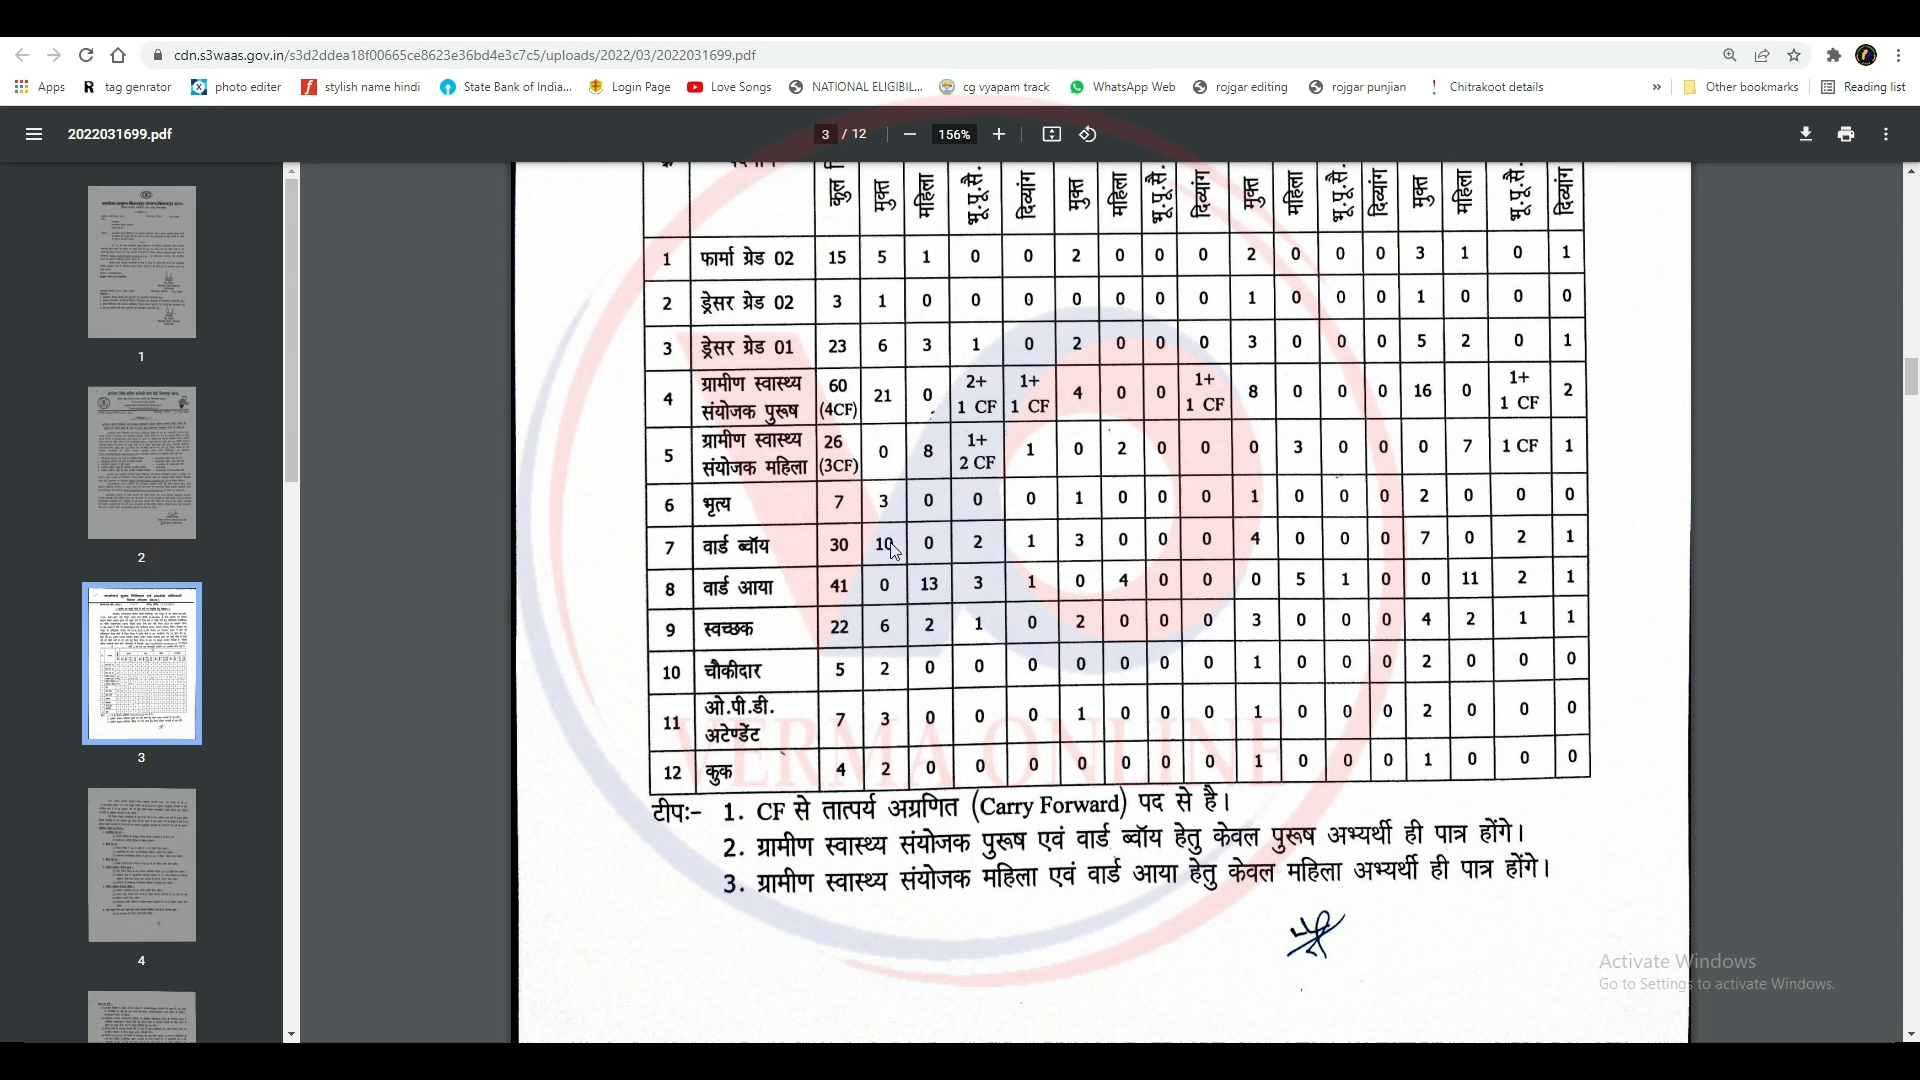 cdn.s3waas.gov.in/s3d2ddea18f00665ce8623e36bd4e3c7c5/uploads/2022/03/2022031699.pdf
Apps tag genrator photo editer stylish name hindi State Bank of India... Login Page Love Songs NATIONAL ELIGIBIL... cg vyapam track WhatsApp Web rojgar editing rojgar punjian Chitrakoot details » Other bookmarks Reading list
2022031699.pdf 3 / 12 156%
कुल मुक्त महिला भू.पू.सै. दिव्यांग मुक्त महिला भू.पू.सै. दिव्यांग मुक्त महिला भू.पू.सै. दिव्यांग मुक्त महिला भू.पू.सै. दिव्यांग
1 फार्मा ग्रेड 02 15 5 1 0 0 2 0 0 0 2 0 0 0 3 1 0 1
2 ड्रेसर ग्रेड 02 3 1 0 0 0 0 0 0 0 1 0 0 0 1 0 0 0
3 ड्रेसर ग्रेड 01 23 6 3 1 0 2 0 0 0 3 0 0 0 5 2 0 1
4 ग्रामीण स्वास्थ्य संयोजक पुरूष 60 (4CF) 21 0 2+ 1 CF 1+ 1 CF 4 0 0 1+ 1 CF 8 0 0 0 16 0 1+ 1 CF 2
5 ग्रामीण स्वास्थ्य संयोजक महिला 26 (3CF) 0 8 1+ 2 CF 1 0 2 0 0 0 3 0 0 0 7 1 CF 1
6 भृत्य 7 3 0 0 0 1 0 0 0 1 0 0 0 2 0 0 0
7 वार्ड ब्वॉय 30 10 0 2 1 3 0 0 0 4 0 0 0 7 0 2 1
8 वार्ड आया 41 0 13 3 1 0 4 0 0 0 5 1 0 0 11 2 1
9 स्वच्छक 22 6 2 1 0 2 0 0 0 3 0 0 0 4 2 1 1
10 चौकीदार 5 2 0 0 0 0 0 0 0 1 0 0 0 2 0 0 0
11 ओ.पी.डी. अटेण्डेंट 7 3 0 0 0 1 0 0 0 1 0 0 0 2 0 0 0
12 कुक 4 2 0 0 0 0 0 0 0 1 0 0 0 1 0 0 0
VERMA ONLINE
टीपः- 1. CF से तात्पर्य अग्रणित (Carry Forward) पद से है।
2. ग्रामीण स्वास्थ्य संयोजक पुरूष एवं वार्ड ब्वॉय हेतु केवल पुरूष अभ्यर्थी ही पात्र होंगे।
3. ग्रामीण स्वास्थ्य संयोजक महिला एवं वार्ड आया हेतु केवल महिला अभ्यर्थी ही पात्र होंगे।
1
2
3
4
Activate Windows
Go to Settings to activate Windows.